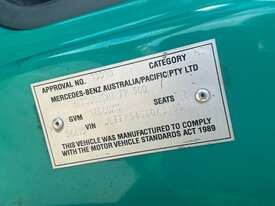 APPROVAL NO.
CATEGORY
MERCEDES-BENZ AUSTRALIA/PACIFIC PTY LTD
GVM
SEATS
VIN
THIS VEHICLE WAS MANUFACTURED TO COMPLY
WITH THE MOTOR VEHICLE STANDARDS ACT 1989